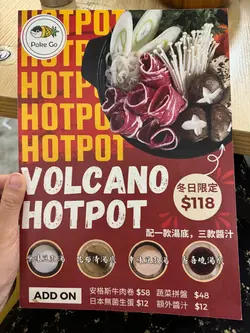 Poke Go
HOTPOT
HOTPOT
HOTPOT
HOTPOT
HOTPOT
VOLCANO
HOTPOT
冬日限定
$118
配一款湯底，三款醬汁
ADD ON
安格斯牛肉卷 $58
蔬菜拼盤 $48
日本無菌生蛋 $12
額外醬汁 $12